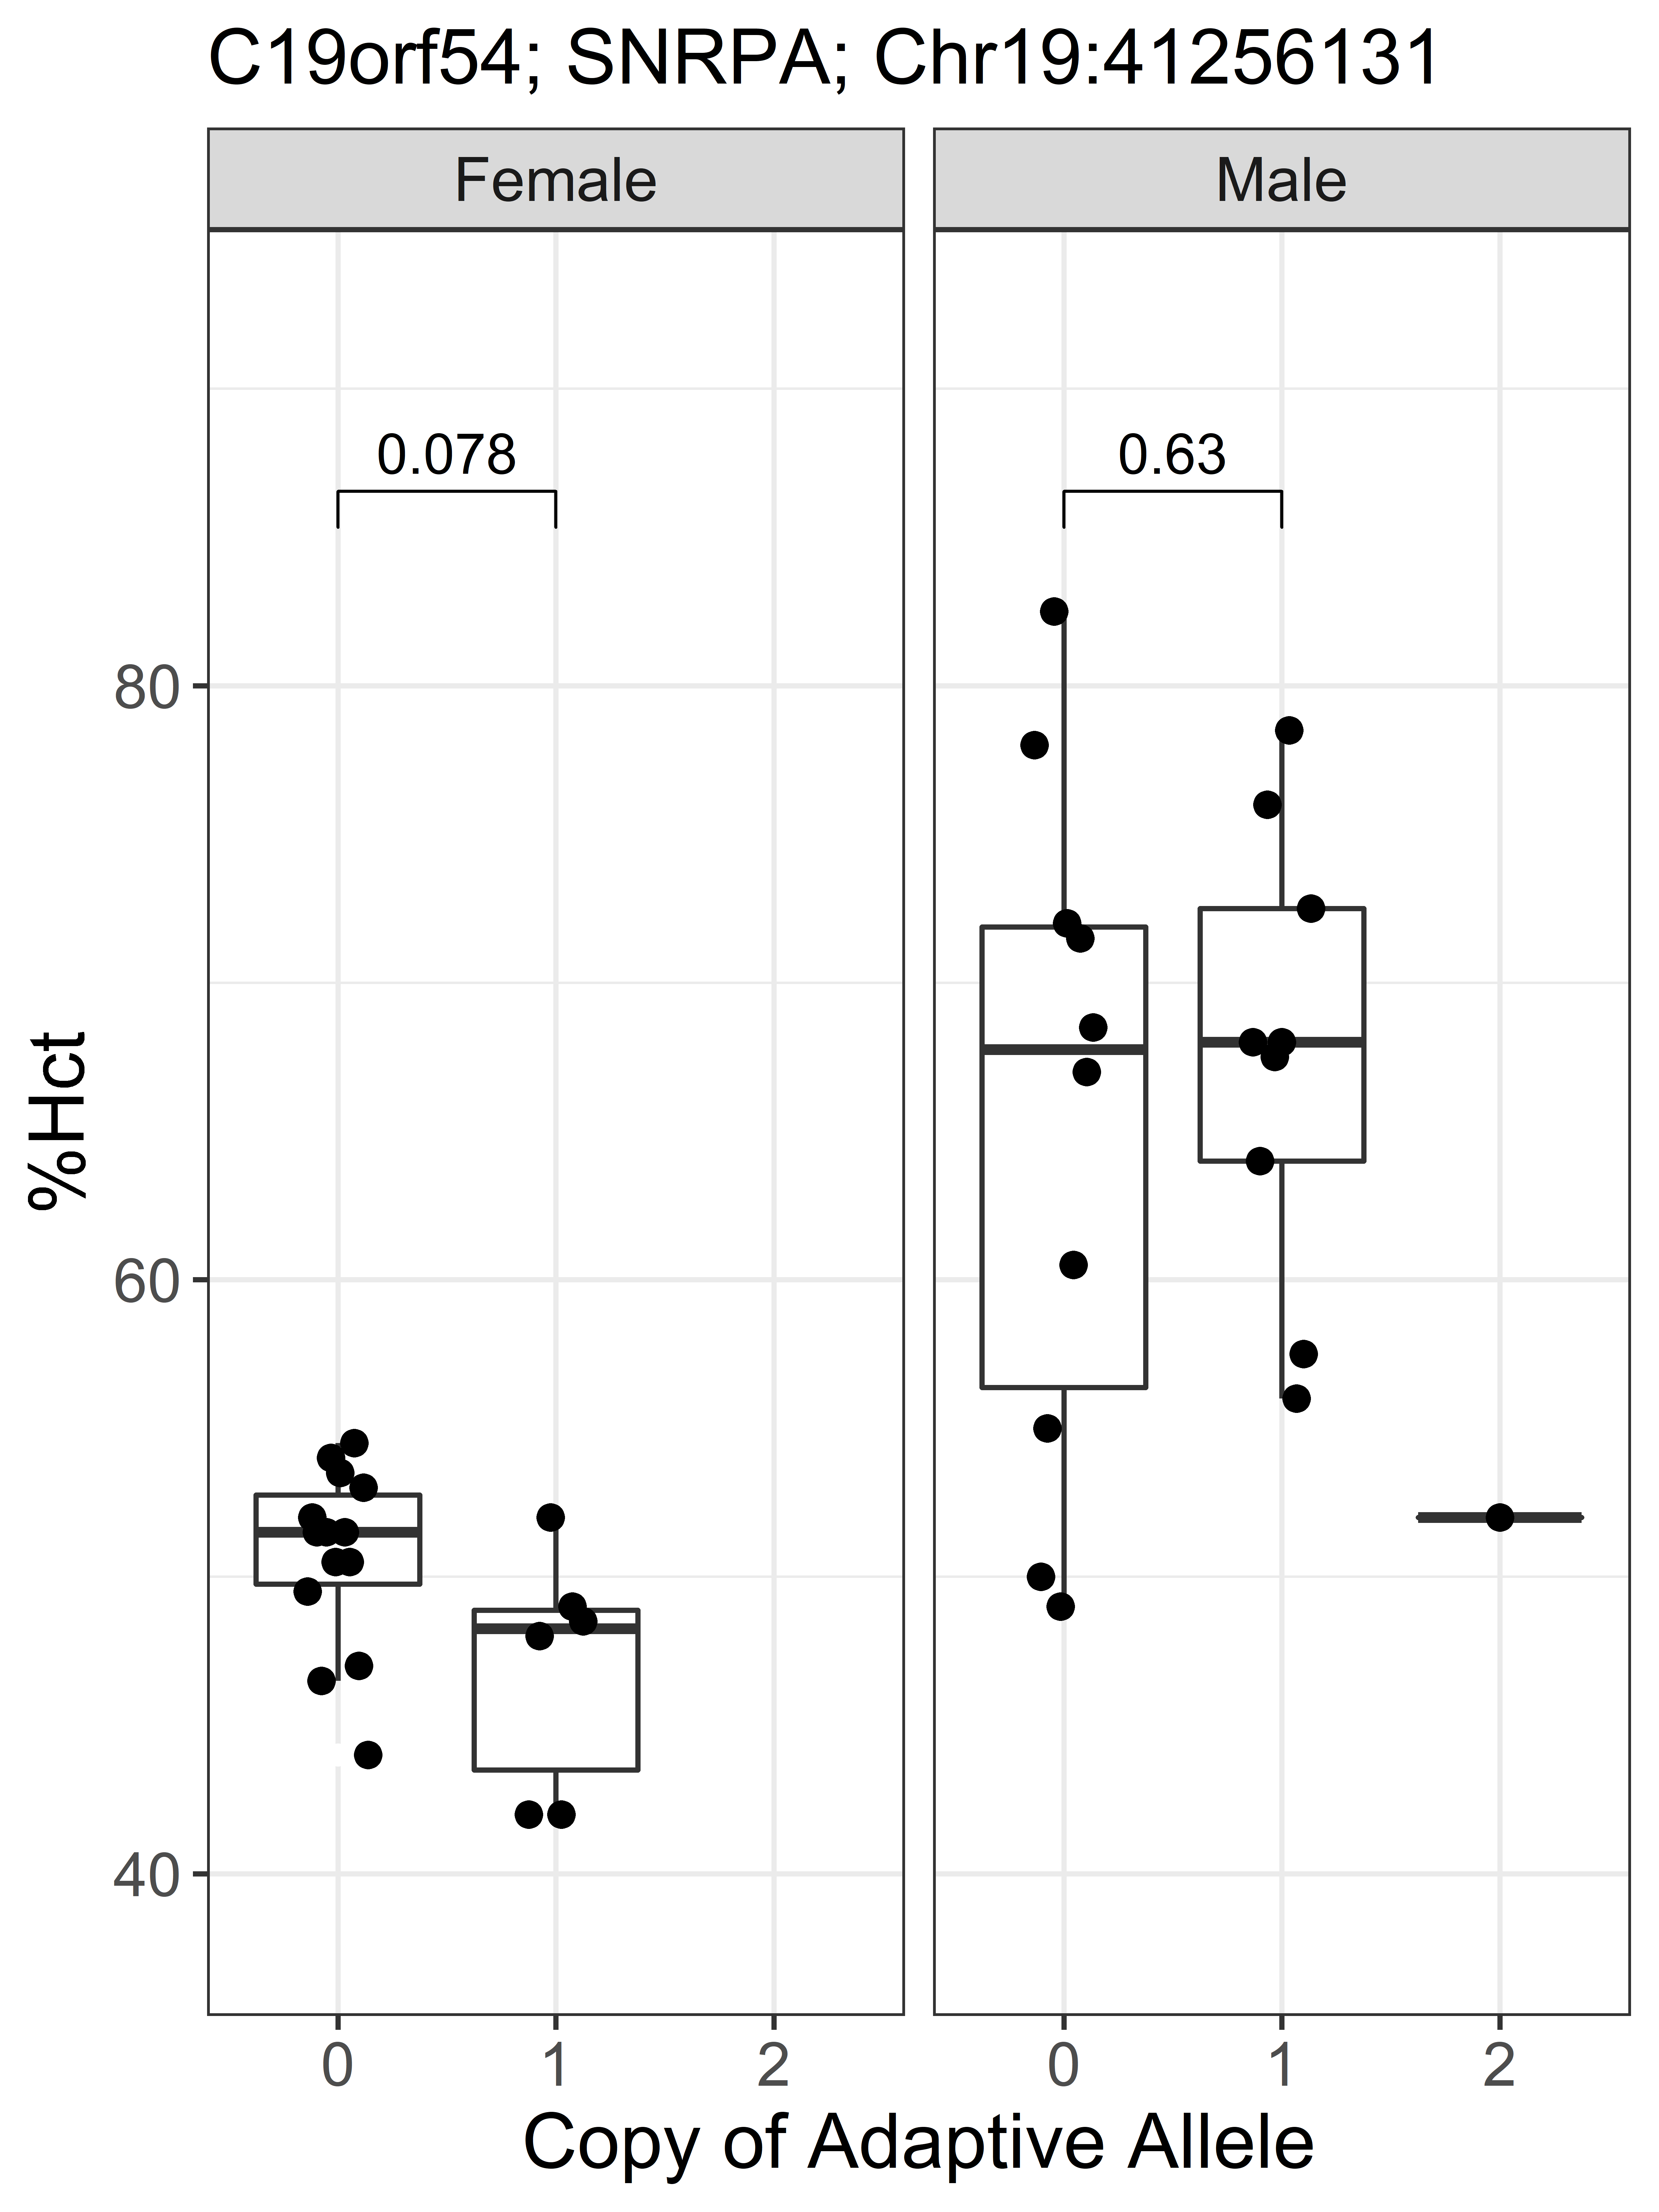 C19orf54; SNRPA; Chr19:41256131
Female
Male
0.078
0.63
80
60
40
%Hct
0
1
2
0
1
2
Copy of Adaptive Allele